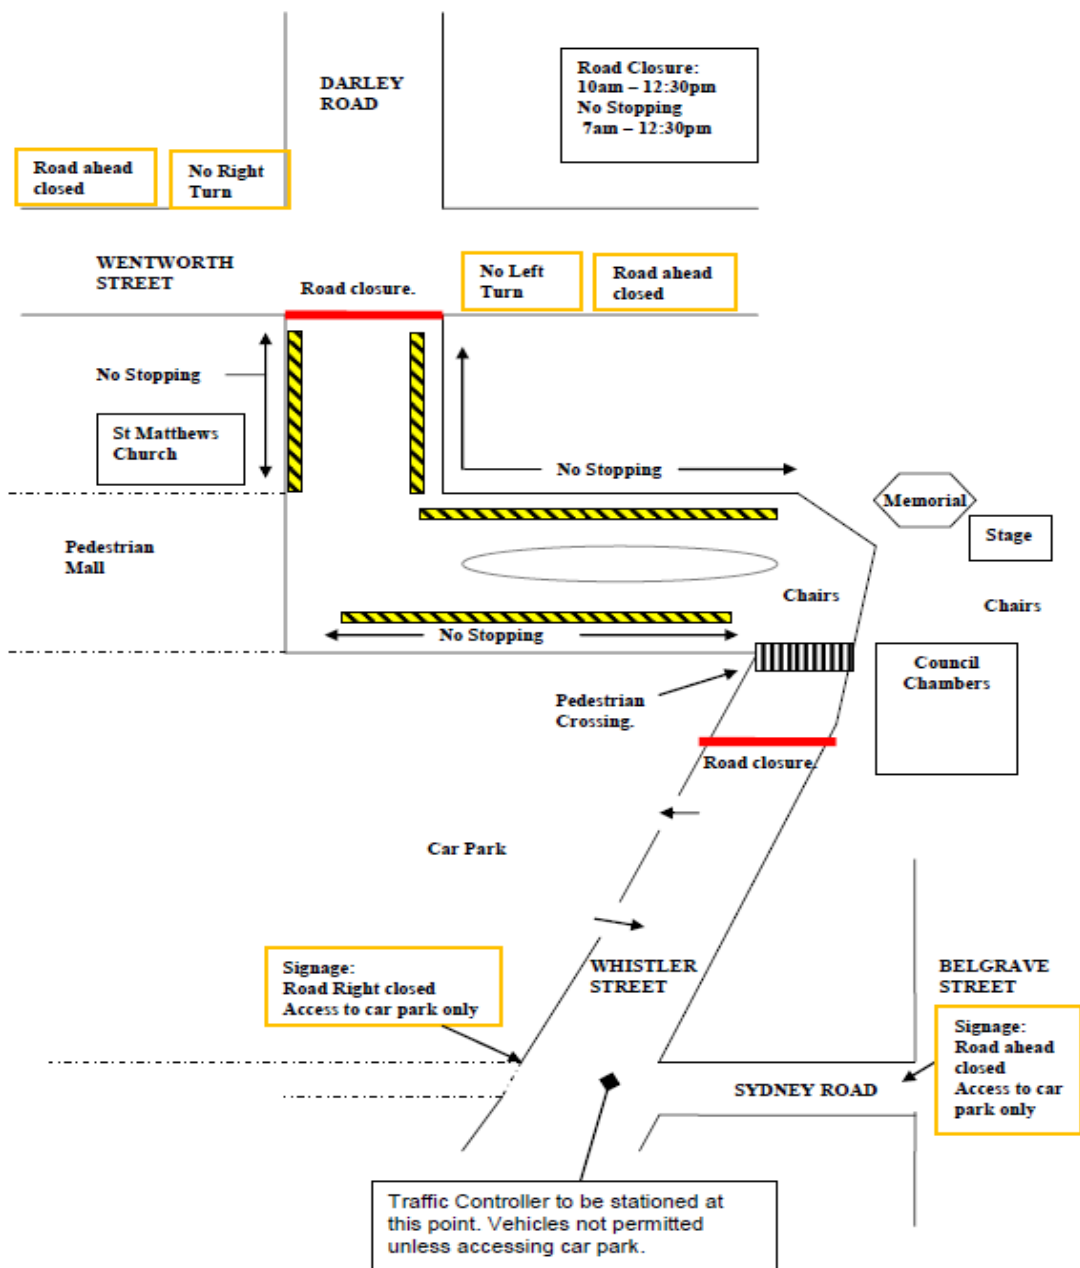 DARLEY
ROAD
Road Closure:
10am – 12:30pm
No Stopping
7am – 12:30pm
Road ahead
closed
No Right
Turn
WENTWORTH
STREET
Road closure.
No Left
Turn
Road ahead
closed
No Stopping
St Matthews
Church
No Stopping
Memorial
Stage
Pedestrian
Mall
Chairs
Chairs
No Stopping
Council
Chambers
Pedestrian
Crossing.
Road closure.
Car Park
Signage:
Road Right closed
Access to car park only
WHISTLER
STREET
BELGRAVE
STREET
Signage:
Road ahead
closed
Access to car
park only
SYDNEY ROAD
Traffic Controller to be stationed at
this point. Vehicles not permitted
unless accessing car park.